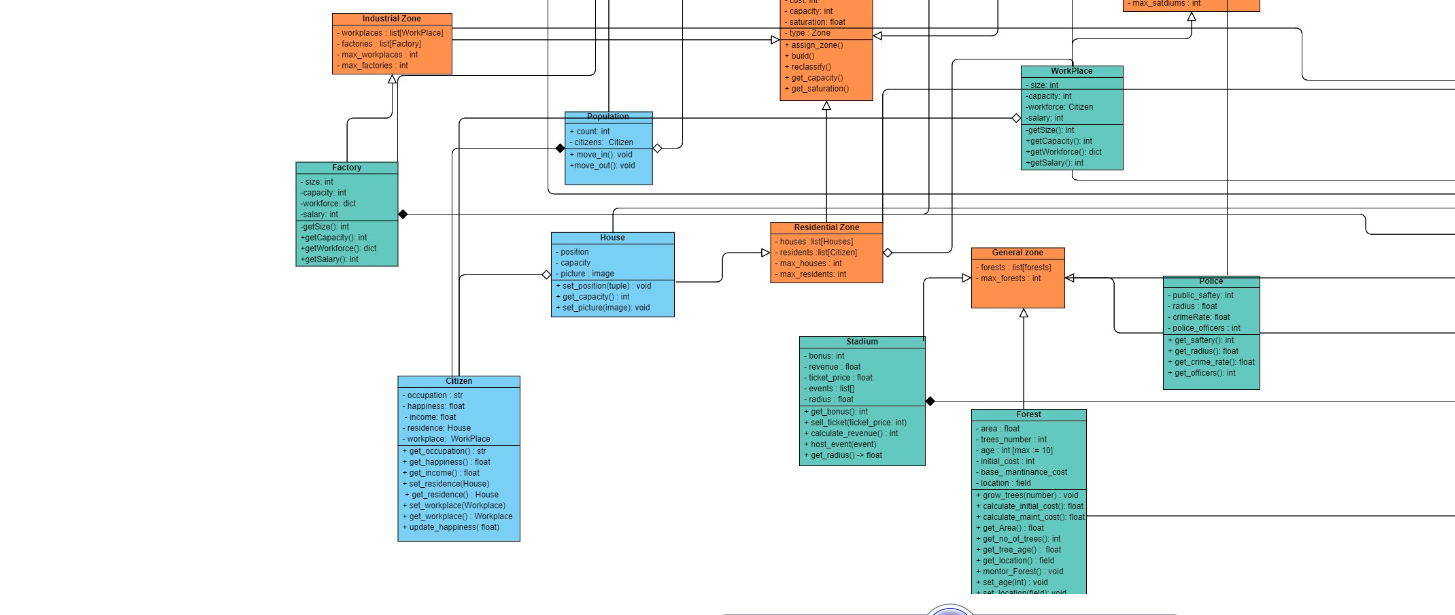 Industrial Zone
- workplaces : list[WorkPlace]
- factories : list[Factory]
- max_workplaces : int
- max_factories : int
- cost: int
- capacity: int
- saturation: float
- type : Zone
+ assign_zone()
+ build()
+ reclassify()
+ get_capacity()
+ get_saturation()
- max_satdiums : int
WorkPlace
- size: int
-capacity: int
-workforce: Citizen
-salary: int
-getSize(): int
+getCapacity(): int
+getWorkforce(): dict
+getSalary(): int
Population
+ count: int
- citizens:  Citizen
+ move_in(): void
+move_out(): void
Factory
- size: int
-capacity: int
-workforce: dict
-salary: int
-getSize(): int
+getCapacity(): int
+getWorkforce(): dict
+getSalary(): int
House
- position
- capacity
- picture : image
+ set_position(tuple) : void
+ get_capacity() : int
+ set_picture(image): void
Residential Zone
- houses :list[Houses]
- residents :list[Citizen]
- max_houses : int
- max_residents: int
General zone
- forests : list[forests]
- max_forests : int
Police
- public_saftey: int
- radius : float
- crimeRate: float
- police_officers : int
+ get_saftery(): int
+ get_radius(): float
+ get_crime_rate(): float
+ get_officers(): int
Stadium
- bonus: int
- revenue : float
- ticket_price : float
- events : list[]
- radius : float
+ get_bonus(): int
+ sell_ticket(ticket_price: int)
+ calculate_revenue() : int
+ host_event(event)
+ get_radius() -> float
Citizen
- occupation : str
- happiness: float
- income: float
- residence: House
- workplace:  WorkPlace
+ get_occupation() : str
+ get_happiness() : float
+ get_income() : float
+ set_residence(House)
+ get_residence() : House
+ set_workplace(Workplace)
+ get_workplace() : Workplace
+ update_happiness( float)
Forest
- area : float
- trees_number : int
- age : int [max := 10]
- initial_cost : int
- base_ mantinance_cost
- location : field
+ grow_trees(number) : void
+ calculate_initial_cost(): float
+ calculate_maint_cost(): float
+ get_Area() : float
+ get_no_of_trees(): int
+ get_tree_age() :  float
+ get_location() : field
+ montor_Forest() : void
+ set_age(int) : void
+ set_location(field): void